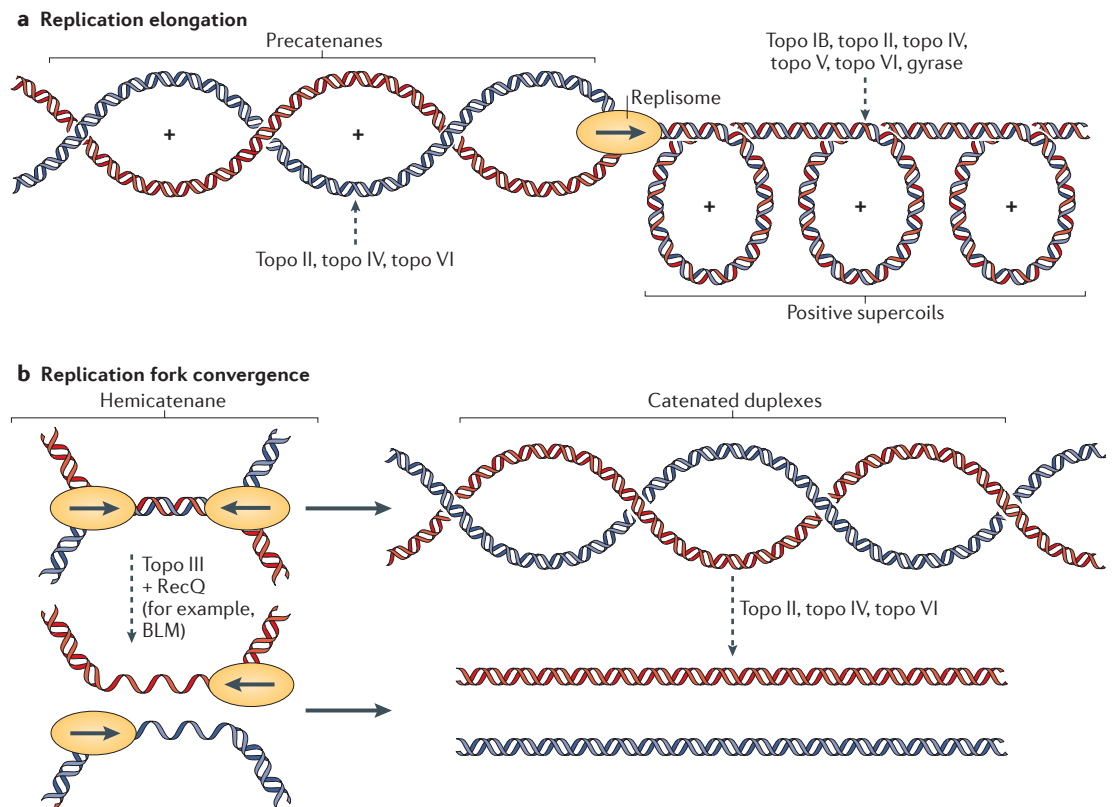 a Replication elongation
Precatenanes
Topo IB, topo II, topo IV,
topo V, topo VI, gyrase
Replisome
+
+
+
+
+
Topo II, topo IV, topo VI
Positive supercoils
b Replication fork convergence
Hemicatenane
Catenated duplexes
Topo III
+ RecQ
(for example,
BLM)
Topo II, topo IV, topo VI